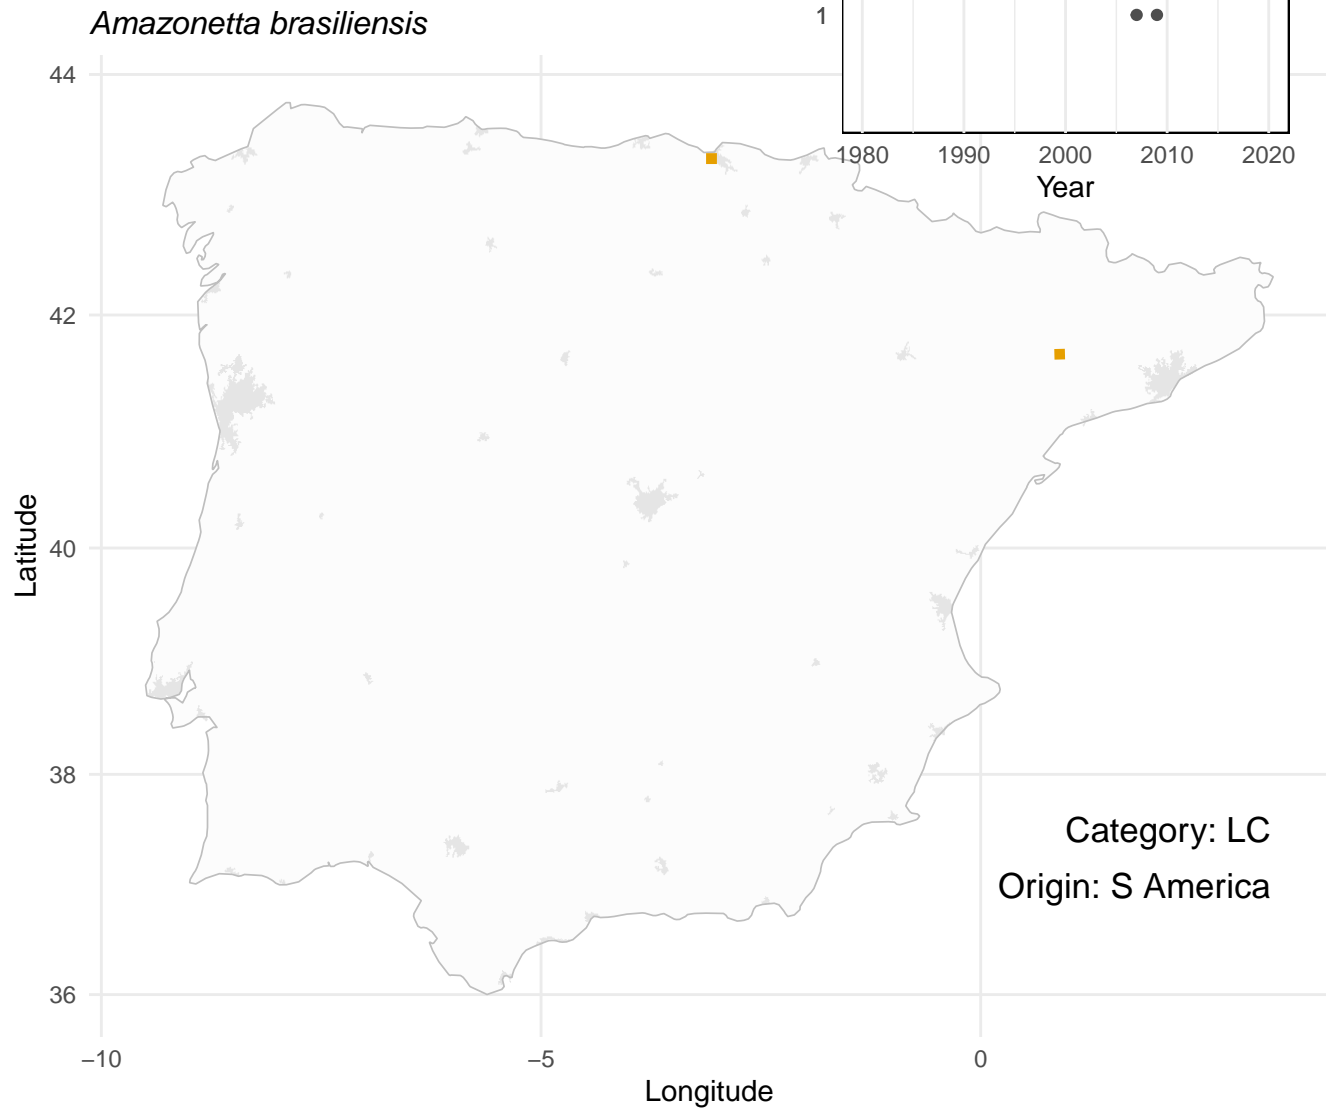 Amazonetta brasiliensis
1
1980 1990 2000 2010 2020
Year
44
42
40
38
36
Latitude
Category: LC
Origin: S America
−10 −5 0
Longitude